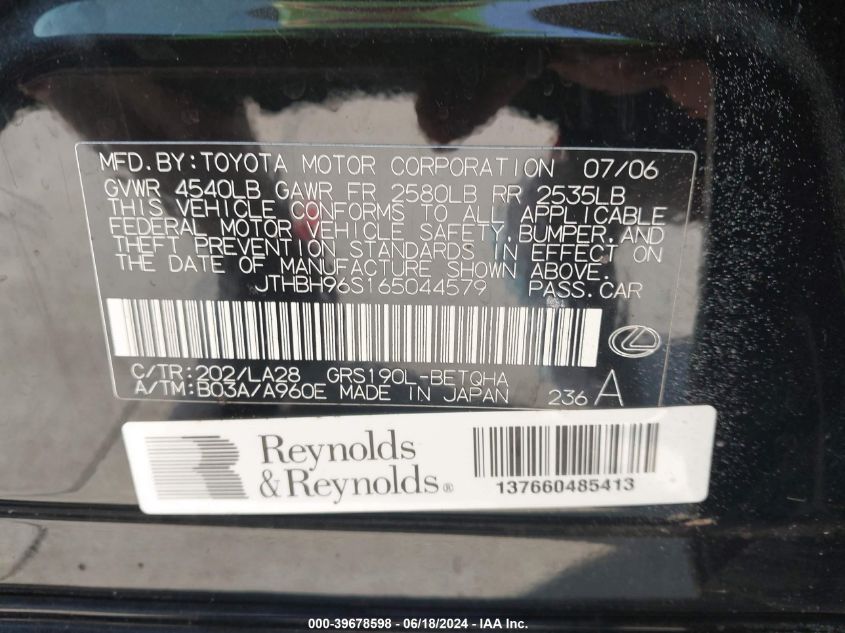 MFD.BY:TOYOTA MOTOR CORPORATION 07/06
GVWR 4540LB GAWR FR 2580LB RR 2535LB
THIS VEHICLE CONFORMS TO ALL APPLICABLE
FEDERAL MOTOR VEHICLE SAFETY,BUMPER,AND
THEFT PREVENTION STANDARDS IN EFFECT ON
THE DATE OF MANUFACTURE SHOWN ABOVE.
JTHBH96S165044579 PASS.CAR
C/TR:202/LA28 GRS190L-BETQHA
A/TM:B03A/A960E MADE IN JAPAN 236 A
Reynolds
&Reynolds®
137660485413
000-39678598 - 06/18/2024 - IAA Inc.